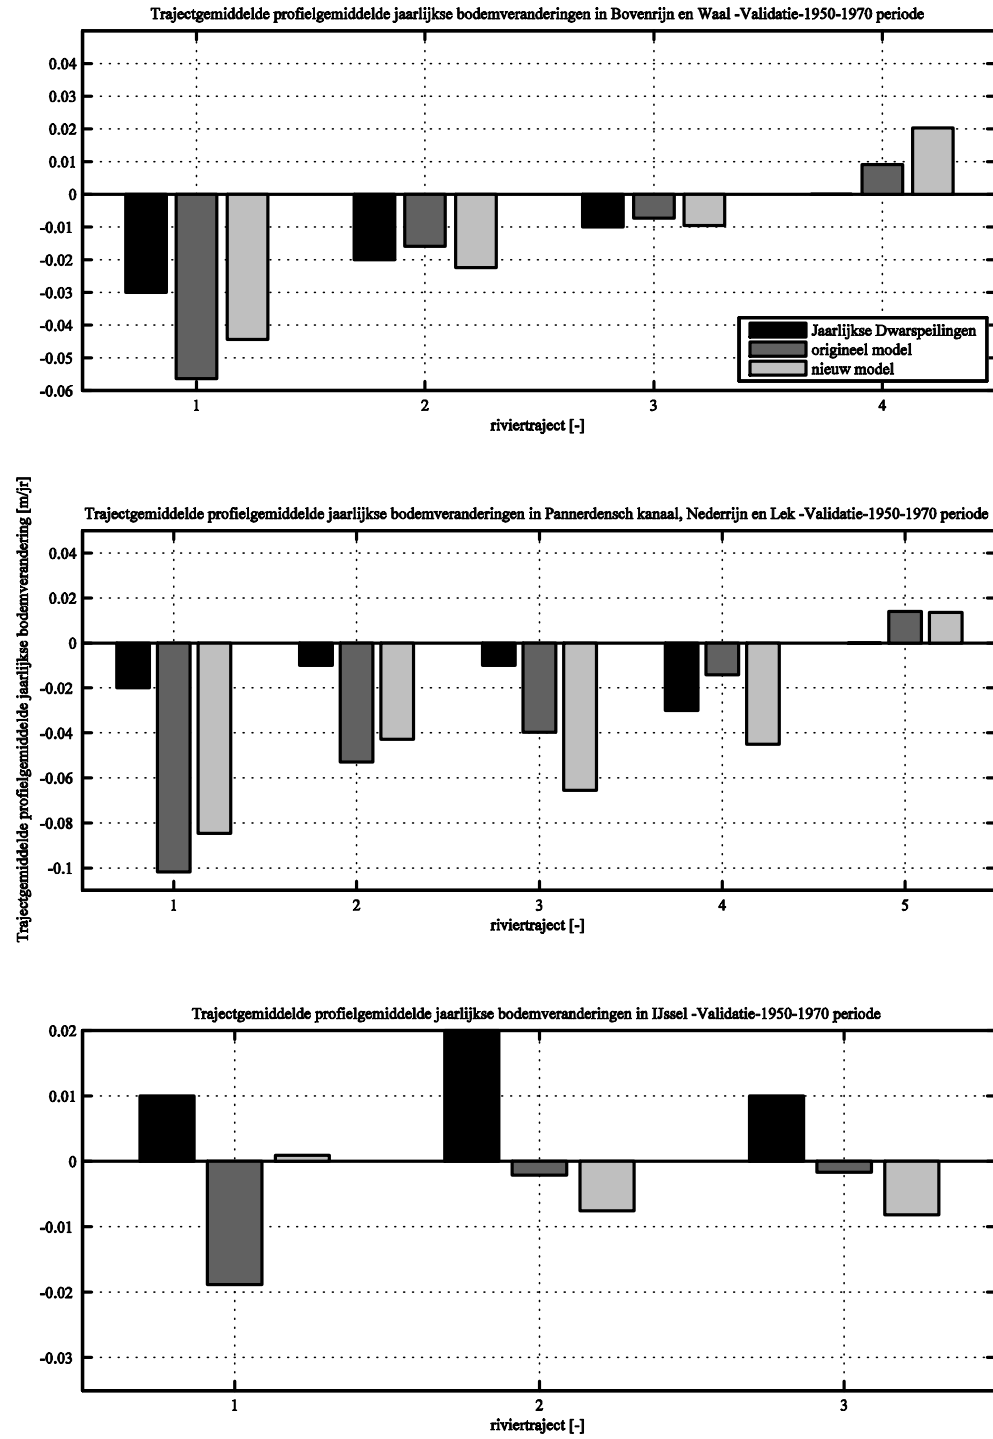 Trajectgemiddelde profielgemiddelde jaarlijkse bodemveranderingen in Bovenrijn en Waal -Validatie-1950-1970 periode
0.04
0.03
0.02
0.01
0
-0.01
-0.02
-0.03
-0.04
-0.05
-0.06
Jaarlijkse Dwarspeilingen
origineel model
nieuw model
1 2 3 4
riviertraject [-]
Trajectgemiddelde profielgemiddelde jaarlijkse bodemverandering [m/jr]
Trajectgemiddelde profielgemiddelde jaarlijkse bodemveranderingen in Pannerdensch kanaal, Nederrijn en Lek -Validatie-1950-1970 periode
0.04
0.02
0
-0.02
-0.04
-0.06
-0.08
-0.1
1 2 3 4 5
riviertraject [-]
Trajectgemiddelde profielgemiddelde jaarlijkse bodemveranderingen in IJssel -Validatie-1950-1970 periode
0.02
0.01
0
-0.01
-0.02
-0.03
1 2 3
riviertraject [-]